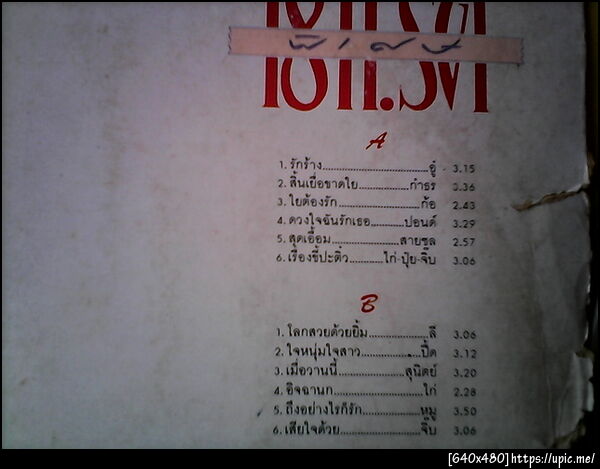 พิเศษ
A
1. รักร้าง..............................อู๋ 3.15
2. สิ้นเยื่อขาดใย..............กำธร 3.36
3. ใยต้องรัก........................ก้อ 2.43
4. ดวงใจฉันรักเธอ..........ปอนด์ 3.29
5. สุดเอื้อม....................สายชล 2.57
6. เรื่องขี้ปะติ๋ว..........ไก่-ปุ้ย-จิ๊บ 3.06
B
1. โลกสวยด้วยยิ้ม..................ลี 3.06
2. ใจหนุ่มใจสาว..................ปี๊ด 3.12
3. เมื่อวานนี้....................สุนิตย์ 3.20
4. อิจฉานก..........................ไก่ 2.28
5. ถึงอย่างไรก็รัก................หมู 3.50
6. เสียใจด้วย.......................จิ๊บ 3.06
[640x480]https://upic.me/